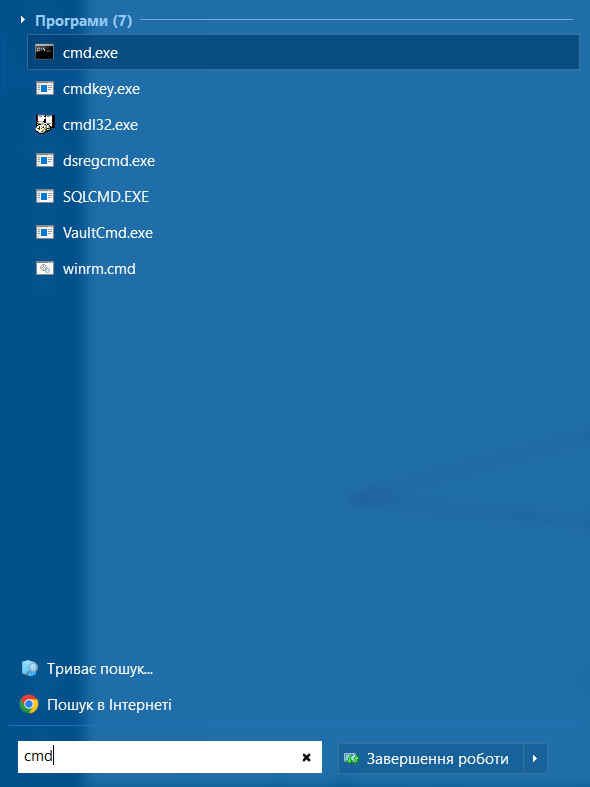 Програми (7)
cmd.exe
cmdkey.exe
cmdl32.exe
dsregcmd.exe
SQLCMD.EXE
VaultCmd.exe
winrm.cmd
Триває пошук...
Пошук в Інтернеті
cmd
Завершення роботи